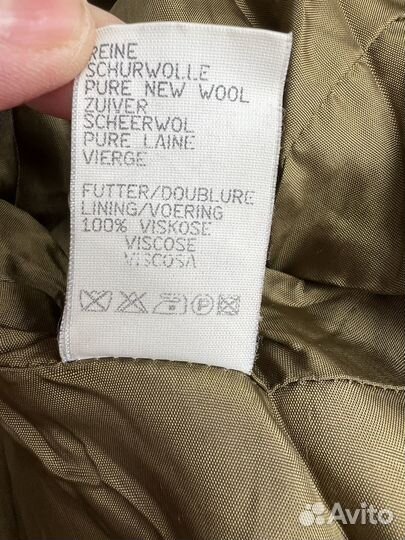 REINE
SCHURWOLLE
PURE NEW WOOL
ZUIVER
SCHEERWOL
PURE LAINE
VIERGE
FUTTER/DOUBLURE
LINING/VOERING
100% VISKOSE
VISCOSE
VISCOSA
P
Avito